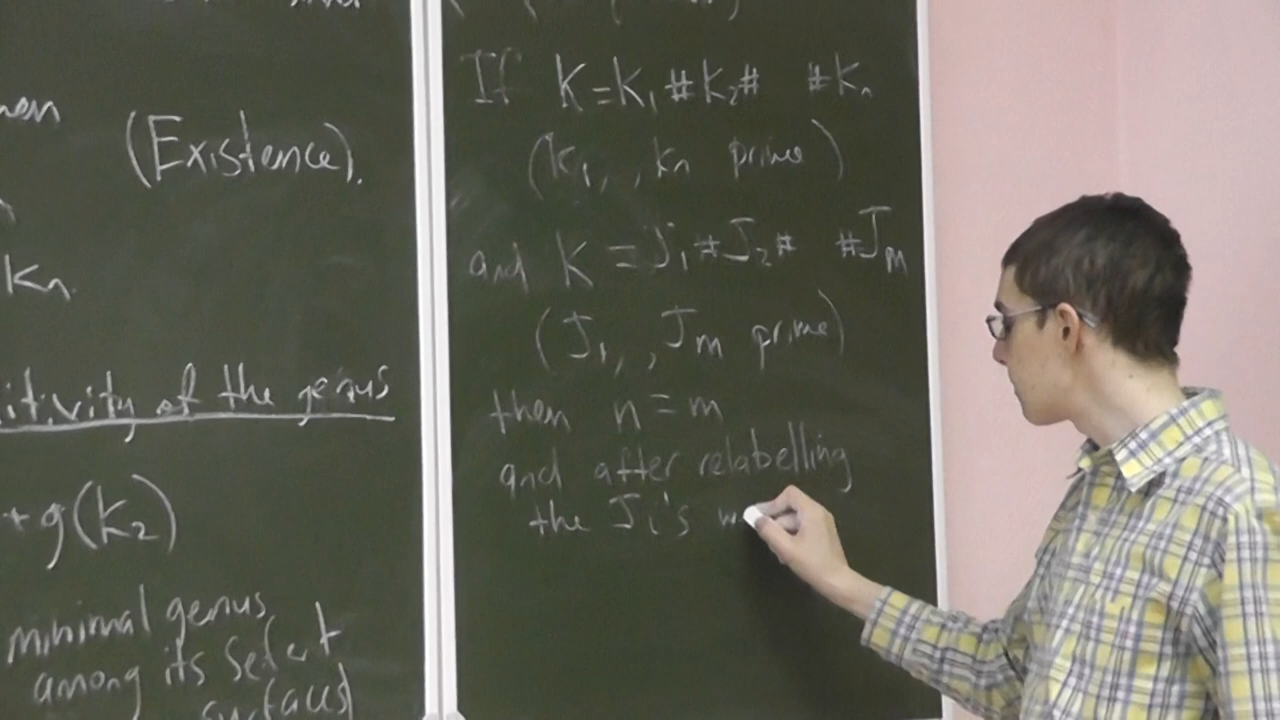 (Existence).
Kn
itivity of the genus
+ g(K2)
minimal genus
among its Seifert
surfaces
If K=K1#K2# #Kn
(K1, , Kn prime)
and K = J1#J2# #Jm
(J1, , Jm prime)
then n=m
and after relabelling
the Ji's w